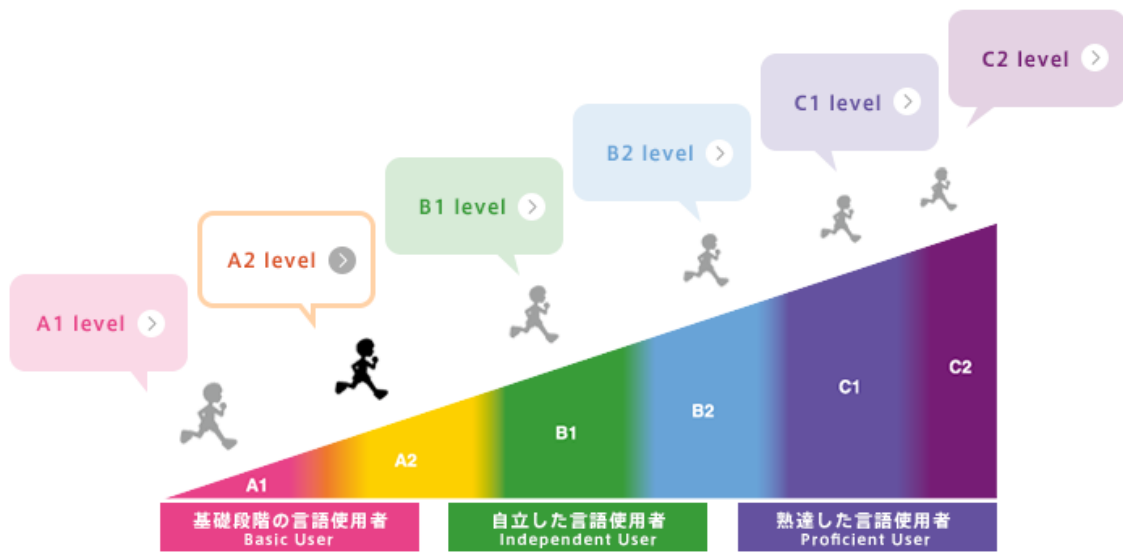 C2 level
C1 level
B2 level
B1 level
A2 level
A1 level
A1
A2
B1
B2
C1
C2
基礎段階の言語使用者
Basic User
自立した言語使用者
Independent User
熟達した言語使用者
Proficient User